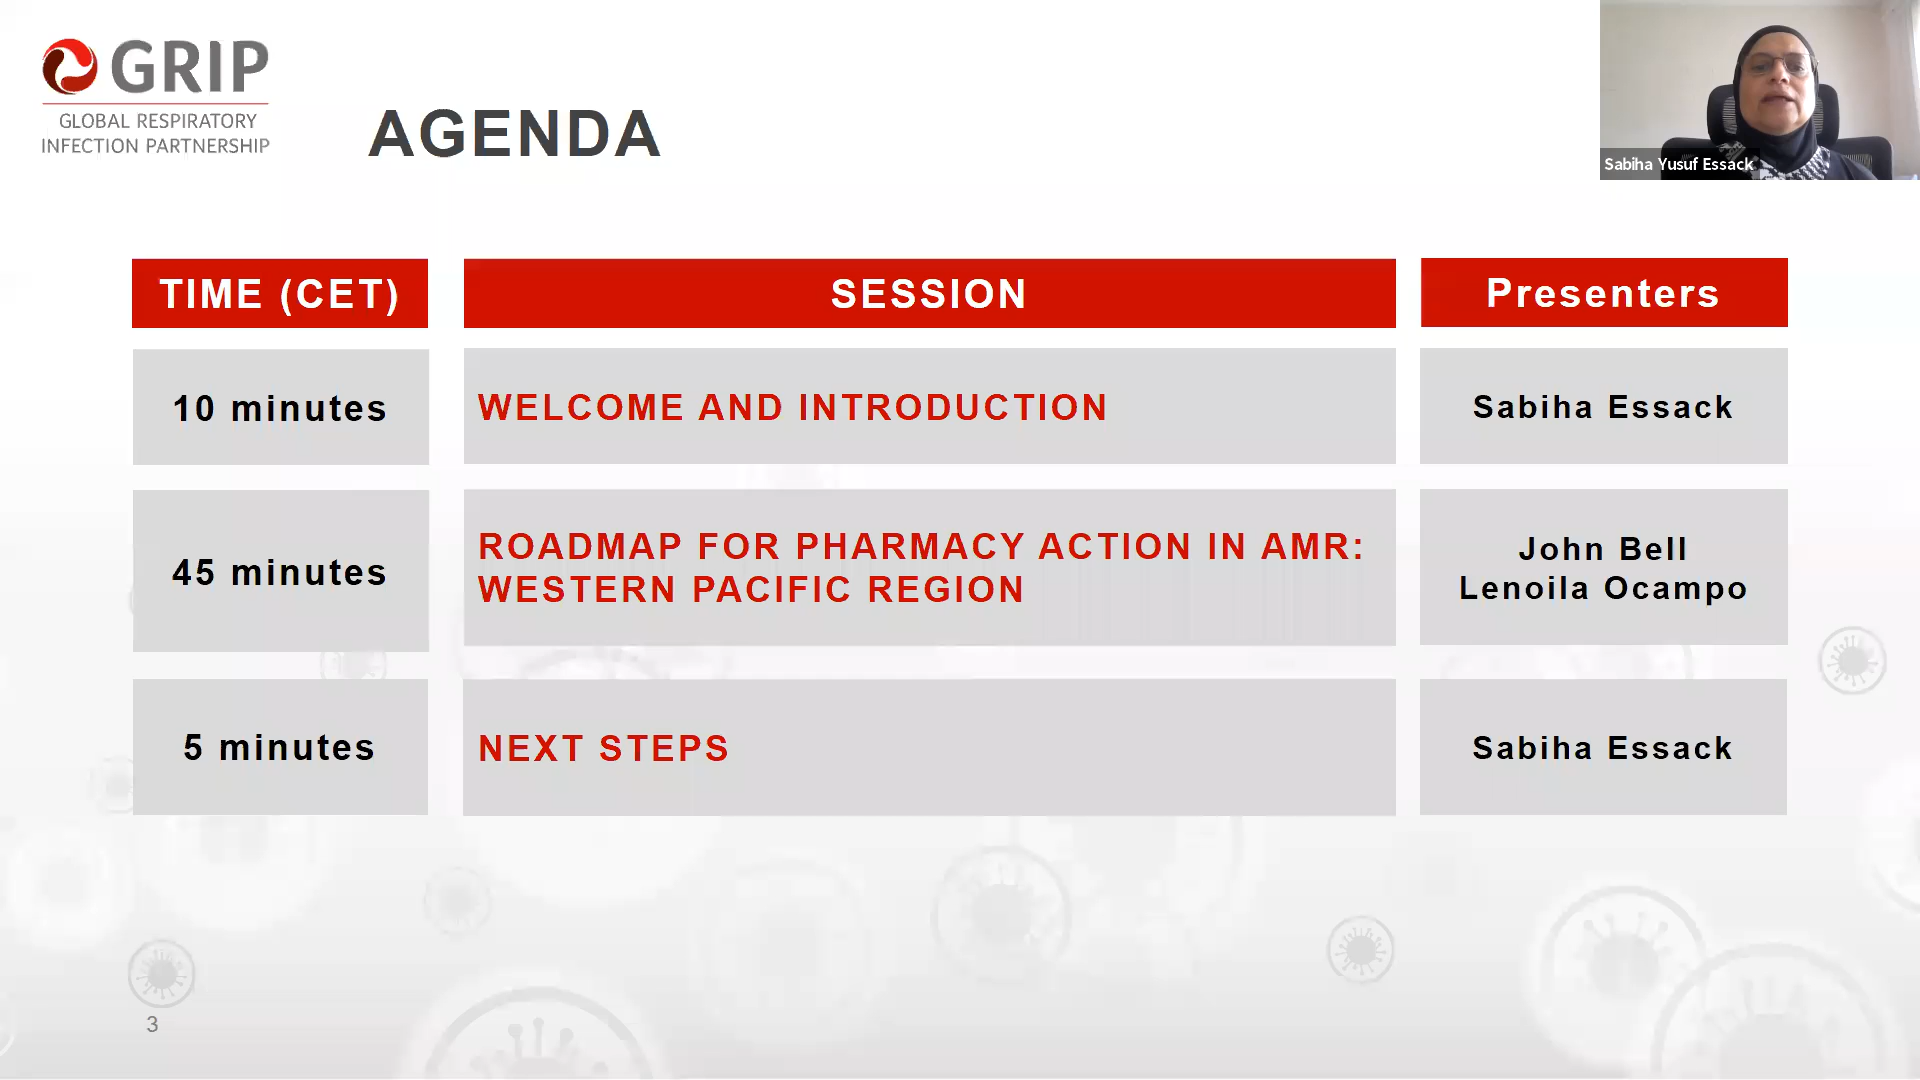 GRIP
GLOBAL RESPIRATORY
INFECTION PARTNERSHIP
AGENDA
Sabiha Yusuf Essack
TIME (CET)
SESSION
Presenters
10 minutes
WELCOME AND INTRODUCTION
Sabiha Essack
45 minutes
ROADMAP FOR PHARMACY ACTION IN AMR:
WESTERN PACIFIC REGION
John Bell
Lenoila Ocampo
5 minutes
NEXT STEPS
Sabiha Essack
3